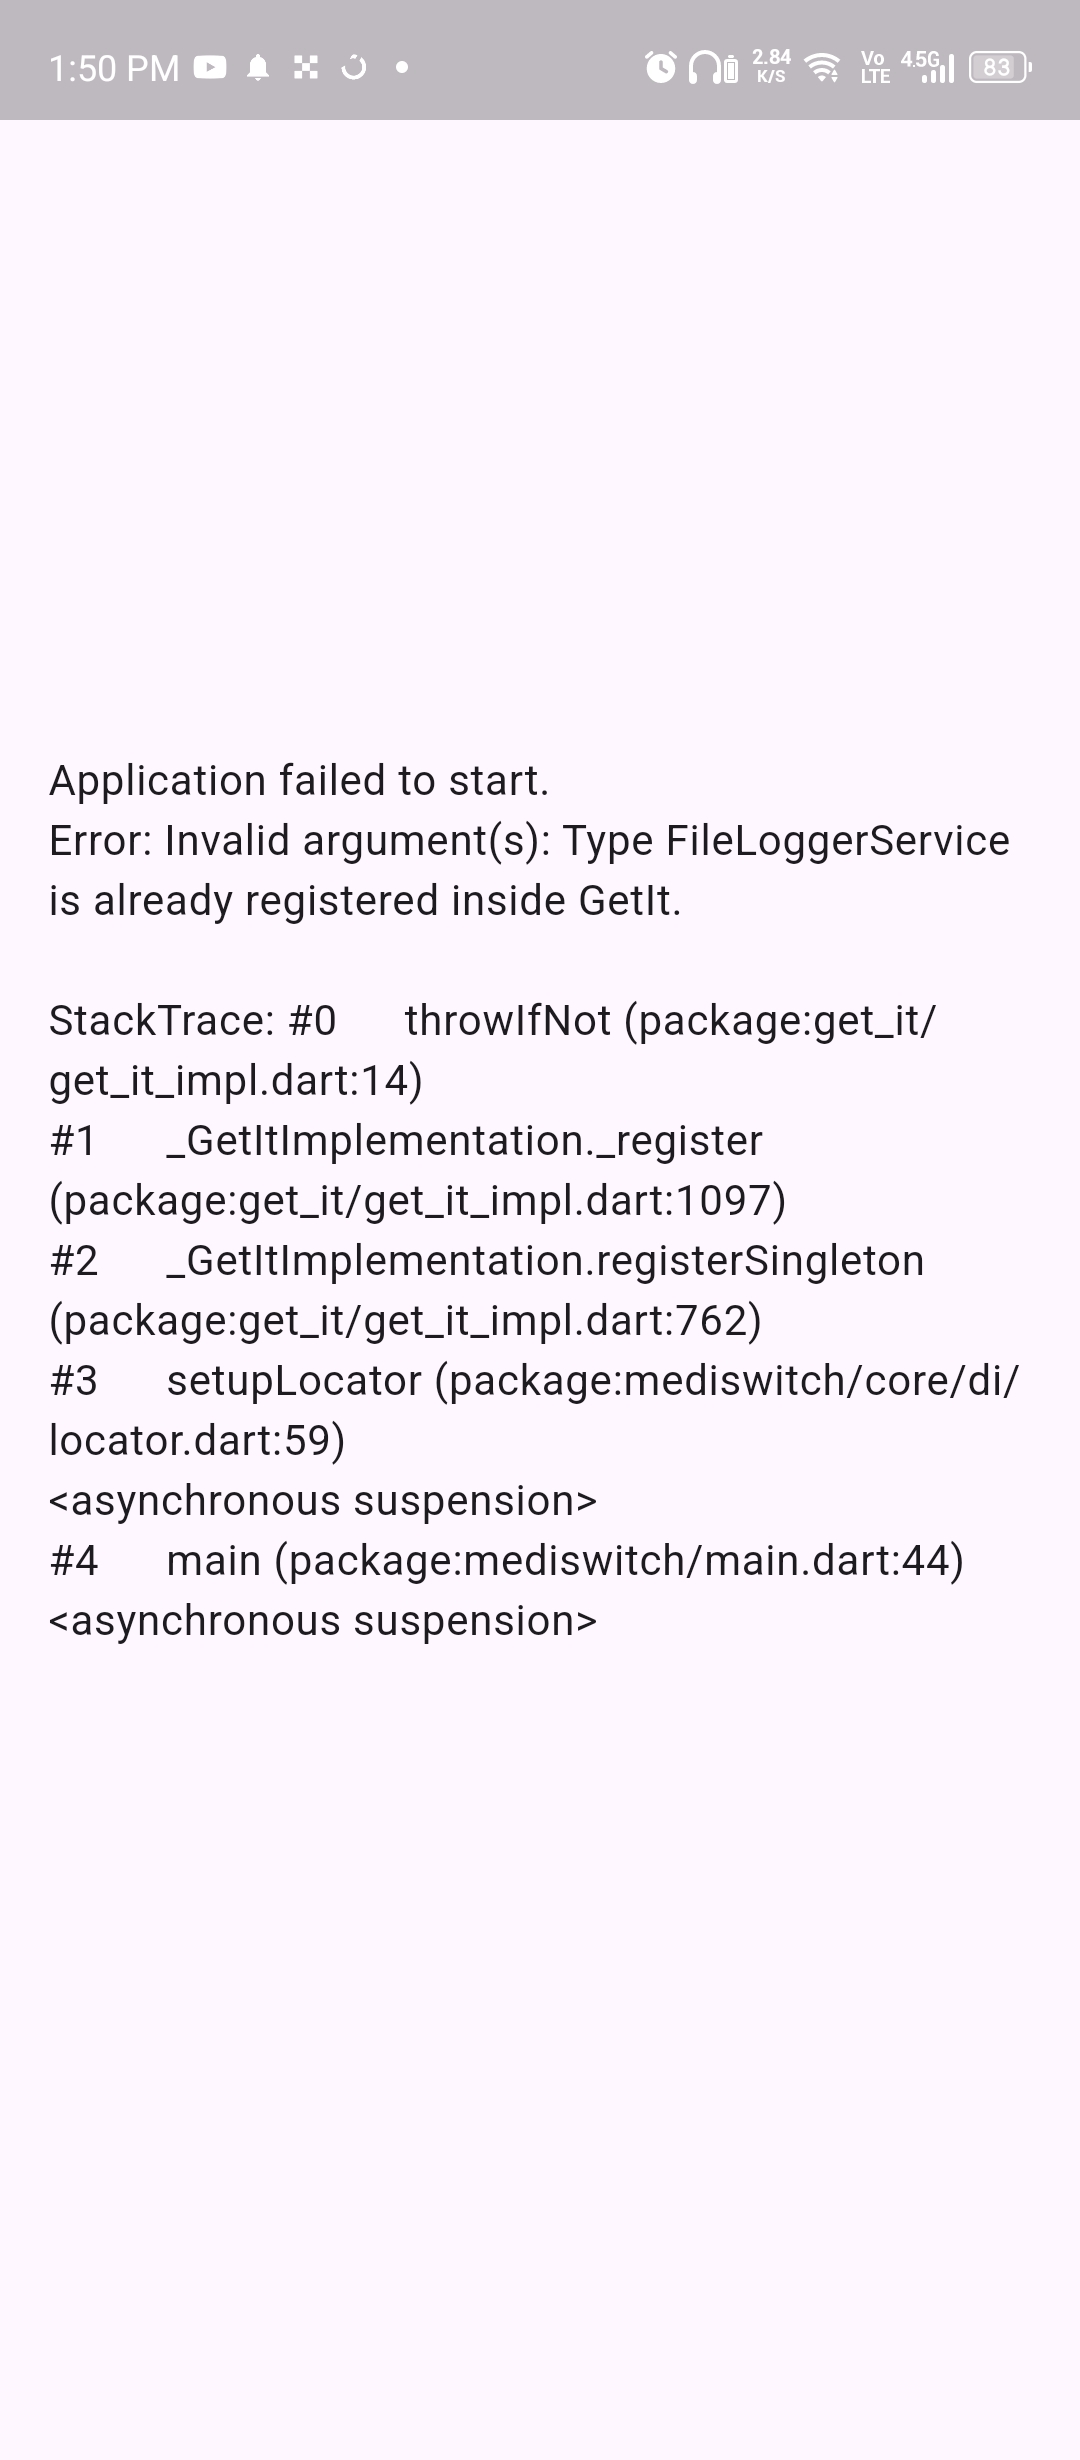 1:50 PM
2.84 K/S
Vo LTE
4.5G
83
Application failed to start.
Error: Invalid argument(s): Type FileLoggerService
is already registered inside GetIt.
StackTrace: #0 throwIfNot (package:get_it/
get_it_impl.dart:14)
#1 _GetItImplementation._register
(package:get_it/get_it_impl.dart:1097)
#2 _GetItImplementation.registerSingleton
(package:get_it/get_it_impl.dart:762)
#3 setupLocator (package:mediswitch/core/di/
locator.dart:59)
<asynchronous suspension>
#4 main (package:mediswitch/main.dart:44)
<asynchronous suspension>